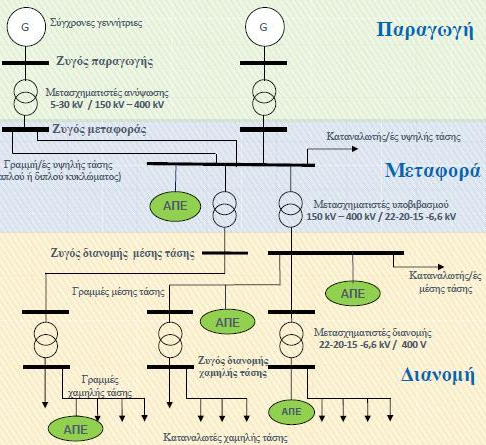 G
Σύχρονες γεννήτριες
G
Παραγωγή
Ζυγός παραγωγής
Μετασχηματιστές ανύψωσης
5-30 kV / 150 kV – 400 kV
Ζυγός μεταφοράς
Καταναλωτής/ές υψηλής τάσης
Γραμμή/ές υψηλής τάσης
απλού ή διπλού κυκλώματος)
Μεταφορά
ΑΠΕ
Μετασχηματιστές υποβιβασμού
150 kV – 400 kV / 22-20-15 -6,6 kV
Ζυγός διανομής μέσης τάσης
Καταναλωτής/ές
μέσης τάσης
Γραμμές μέσης τάσης
ΑΠΕ
ΑΠΕ
Μετασχηματιστές διανομής
22-20-15 -6,6 kV / 400 V
Ζυγός διανομής
χαμηλής τάσης
Διανομή
Γραμμές
χαμηλής τάσης
ΑΠΕ
ΑΠΕ
Καταναλωτές χαμηλής τάσης